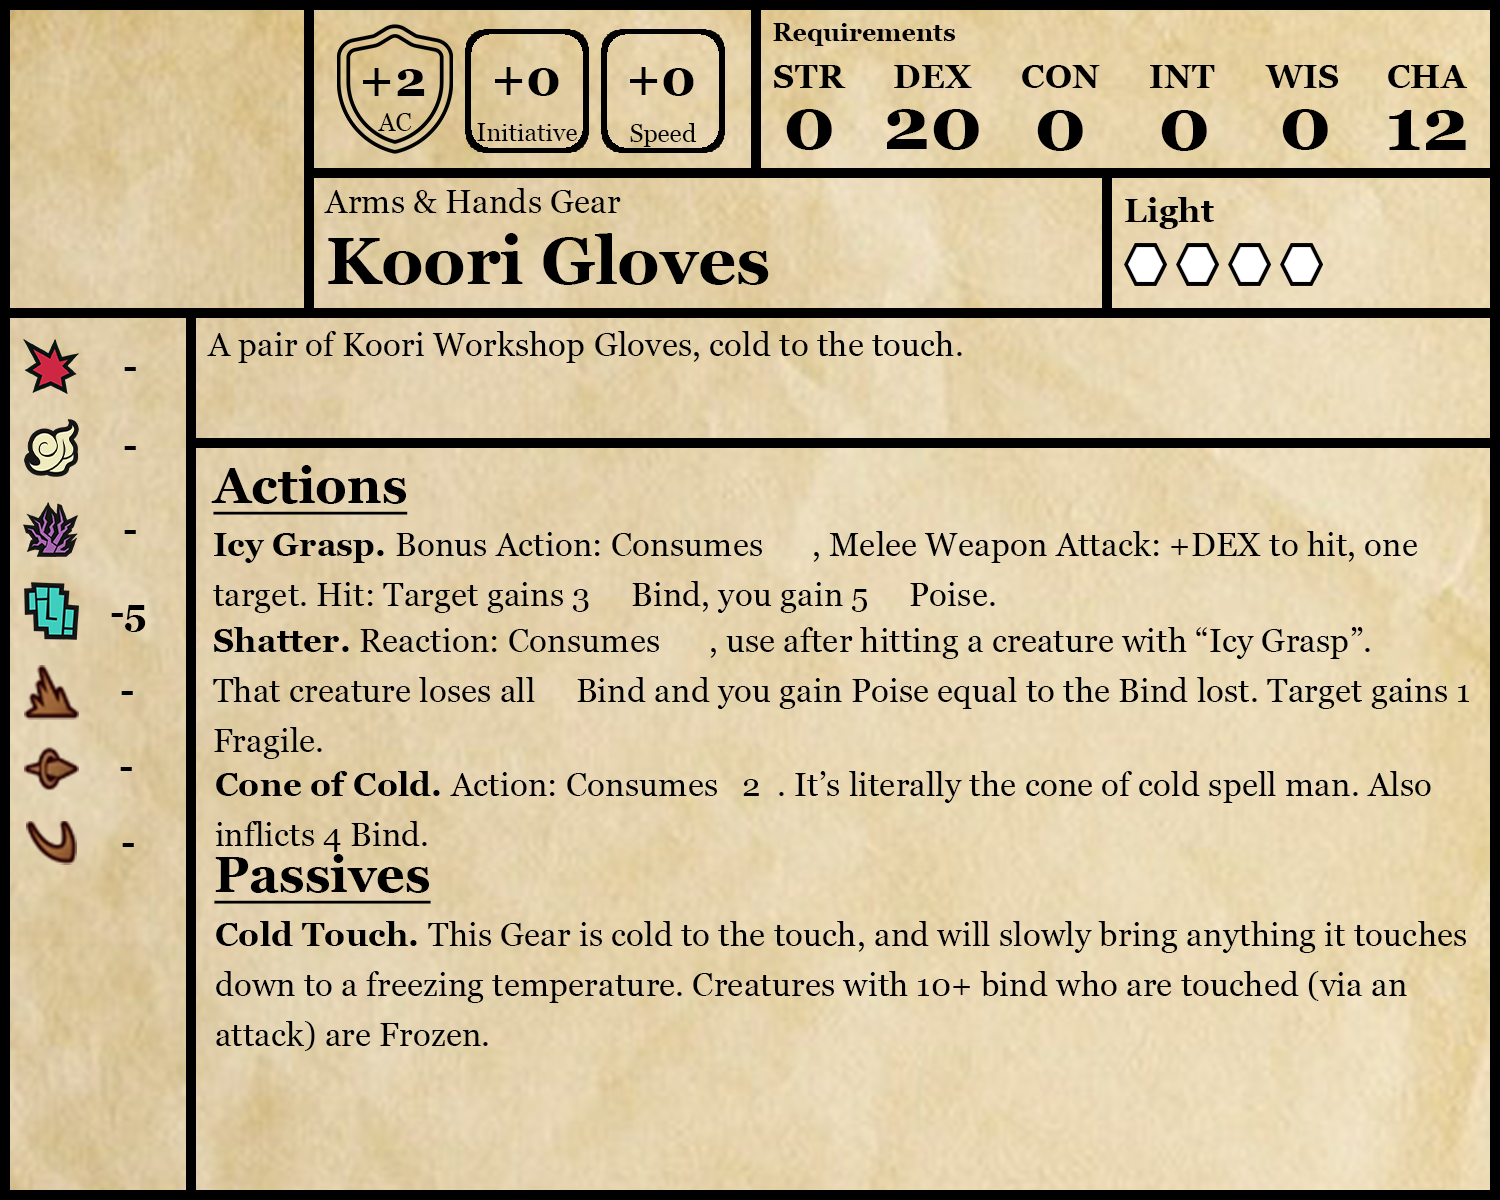 +2
AC
+0
Initiative
+0
Speed
Requirements
STR DEX CON INT WIS CHA
0 20 0 0 0 12
Arms & Hands Gear
Koori Gloves
Light
-
-
-
-5
-
-
-
A pair of Koori Workshop Gloves, cold to the touch.
Actions
Icy Grasp. Bonus Action: Consumes , Melee Weapon Attack: +DEX to hit, one
target. Hit: Target gains 3 Bind, you gain 5 Poise.
Shatter. Reaction: Consumes , use after hitting a creature with “Icy Grasp”.
That creature loses all Bind and you gain Poise equal to the Bind lost. Target gains 1
Fragile.
Cone of Cold. Action: Consumes 2 . It’s literally the cone of cold spell man. Also
inflicts 4 Bind.
Passives
Cold Touch. This Gear is cold to the touch, and will slowly bring anything it touches
down to a freezing temperature. Creatures with 10+ bind who are touched (via an
attack) are Frozen.